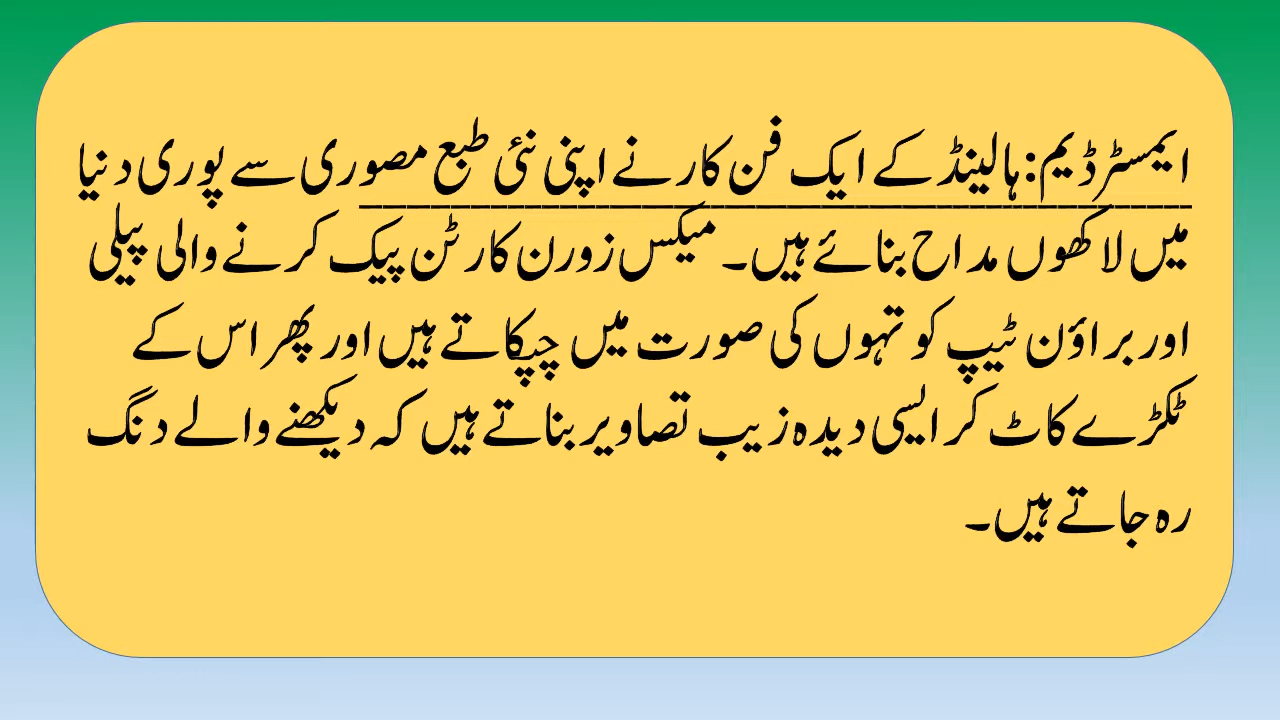 ایمسٹرڈیم:ہالینڈ کے ایک فن کار نے اپنی نئی طبع مصوری سے پوری دنیا
میں لاکھوں مداح بنائے ہیں۔ میکس زورن کارٹن پیک کرنے والی پیلی
اور براؤن ٹیپ کو تہوں کی صورت میں چپکاتے ہیں اور پھر اس کے
ٹکڑے کاٹ کر ایسی دیدہ زیب تصاویر بناتے ہیں کہ دیکھنے والے دنگ
رہ جاتے ہیں۔